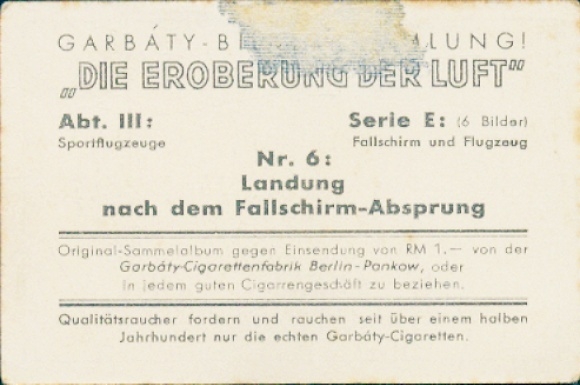 GARBÁTY-
„DIE EROBERUNG DER LUFT“
Abt. III:
Sportflugzeuge
Serie E: (6 Bilder)
Fallschirm und Flugzeug
Nr. 6:
Landung
nach dem Fallschirm-Absprung
Original-Sammelalbum gegen Einsendung von RM 1.— von der
Garbáty-Cigarettenfabrik Berlin-Pankow, oder
in jedem guten Cigarrengeschäft zu beziehen.
Qualitätsraucher fordern und rauchen seit über einem halben
Jahrhundert nur die echten Garbáty-Cigaretten.